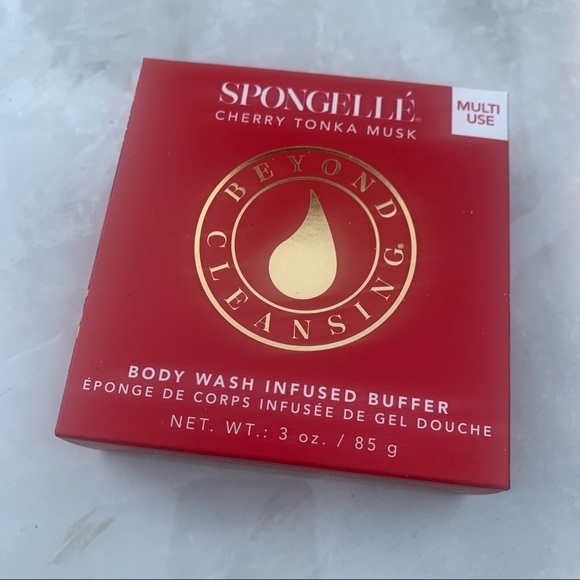 SPONGELLÉ®
CHERRY TONKA MUSK
MULTI
USE
BEYOND
CLEANSING®
BODY WASH INFUSED BUFFER
ÉPONGE DE CORPS INFUSÉE DE GEL DOUCHE
NET. WT.: 3 oz. / 85 g